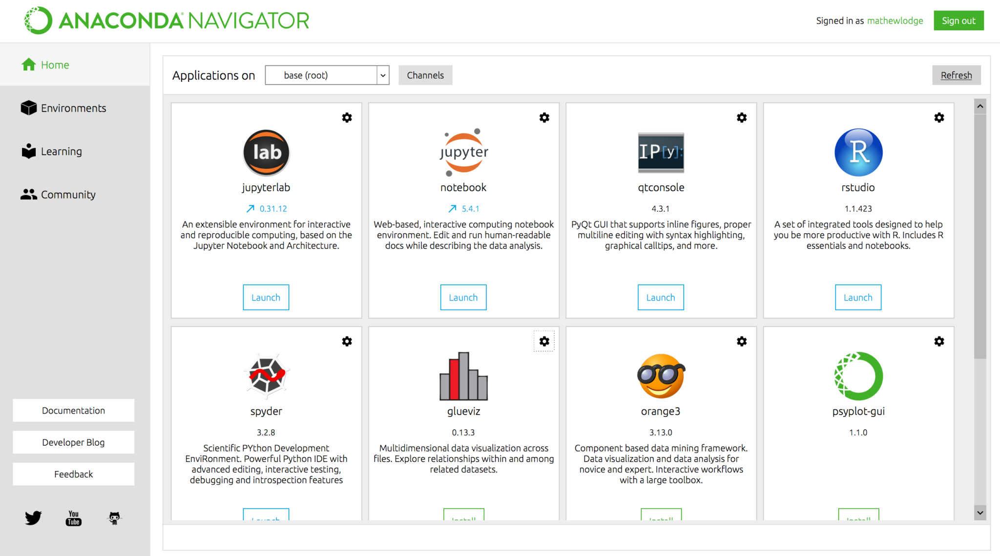 ANACONDA NAVIGATOR
Signed in as mathewlodge
Sign out
Home
Environments
Learning
Community
Documentation
Developer Blog
Feedback
You
Tube
Applications on
base (root)
Channels
Refresh
lab
jupyterlab
0.31.12
An extensible environment for interactive
and reproducible computing, based on the
Jupyter Notebook and Architecture.
Launch
jupyter
notebook
5.4.1
Web-based, interactive computing notebook
environment. Edit and run human-readable
docs while describing the data analysis.
Launch
IP[y]:
qtconsole
4.3.1
PyQt GUI that supports inline figures, proper
multiline editing with syntax highlighting,
graphical calltips, and more.
Launch
R
rstudio
1.1.423
A set of integrated tools designed to help
you be more productive with R. Includes R
essentials and notebooks.
Launch
spyder
3.2.8
Scientific PYthon Development
EnviRonment. Powerful Python IDE with
advanced editing, interactive testing,
debugging and introspection features
Launch
glueviz
0.13.3
Multidimensional data visualization across
files. Explore relationships within and among
related datasets.
Install
orange3
3.13.0
Component based data mining framework.
Data visualization and data analysis for
novice and expert. Interactive workflows
with a large toolbox.
Install
psyplot-gui
1.1.0
Install